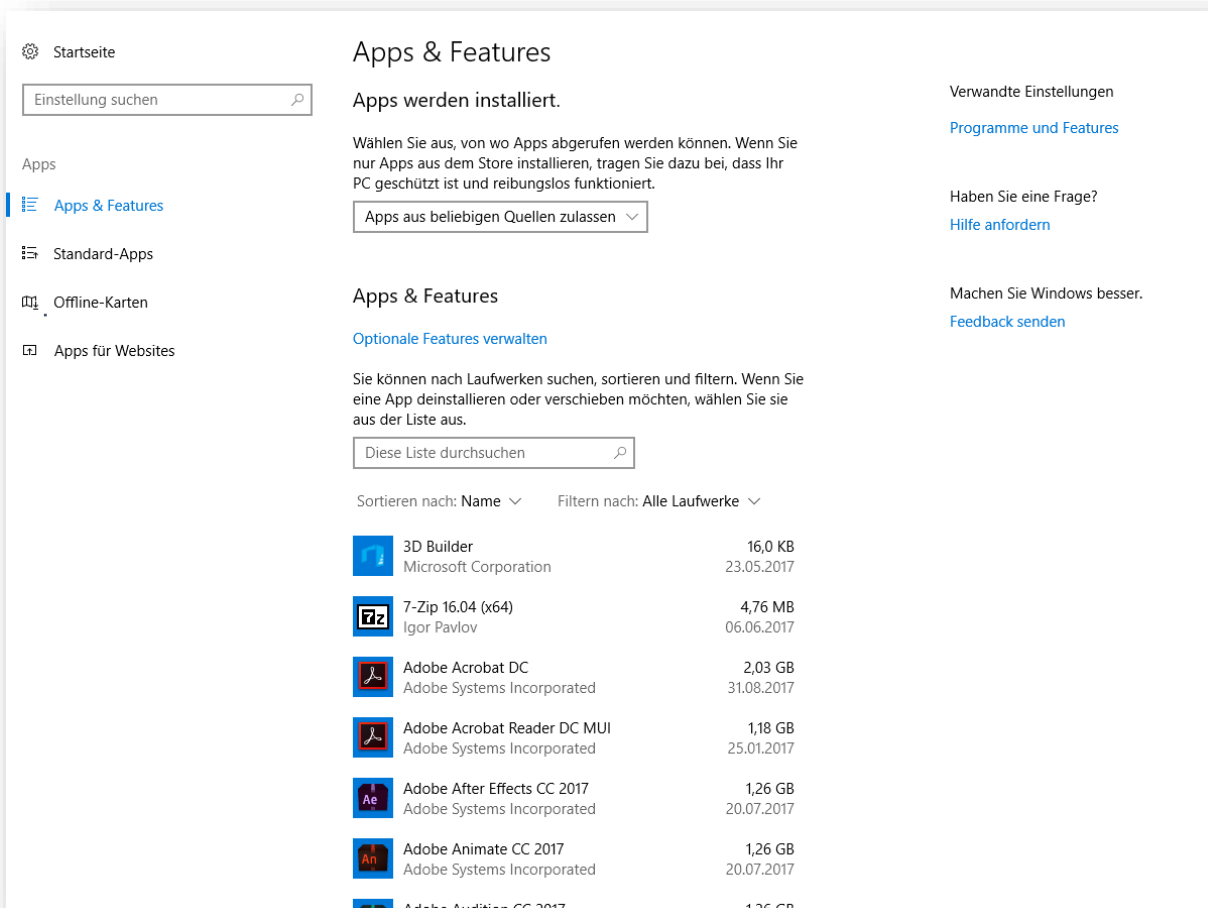 Startseite
Einstellung suchen
Apps
Apps & Features
Standard-Apps
Offline-Karten
Apps für Websites
Apps & Features
Apps werden installiert.
Wählen Sie aus, von wo Apps abgerufen werden können. Wenn Sie
nur Apps aus dem Store installieren, tragen Sie dazu bei, dass Ihr
PC geschützt ist und reibungslos funktioniert.
Apps aus beliebigen Quellen zulassen
Apps & Features
Optionale Features verwalten
Sie können nach Laufwerken suchen, sortieren und filtern. Wenn Sie
eine App deinstallieren oder verschieben möchten, wählen Sie sie
aus der Liste aus.
Diese Liste durchsuchen
Sortieren nach: Name Filtern nach: Alle Laufwerke
3D Builder 16,0 KB
Microsoft Corporation 23.05.2017
7z
7-Zip 16.04 (x64) 4,76 MB
Igor Pavlov 06.06.2017
Adobe Acrobat DC 2,03 GB
Adobe Systems Incorporated 31.08.2017
Adobe Acrobat Reader DC MUI 1,18 GB
Adobe Systems Incorporated 25.01.2017
Ae
Adobe After Effects CC 2017 1,26 GB
Adobe Systems Incorporated 20.07.2017
An
Adobe Animate CC 2017 1,26 GB
Adobe Systems Incorporated 20.07.2017
Adobe Audition CC 2017 1,26 GB
Verwandte Einstellungen
Programme und Features
Haben Sie eine Frage?
Hilfe anfordern
Machen Sie Windows besser.
Feedback senden